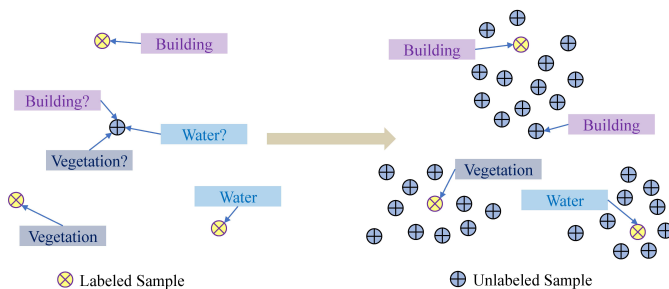 Building
Building?
Water?
Vegetation?
Water
Vegetation
Building
Building
Vegetation
Water
Labeled Sample
Unlabeled Sample